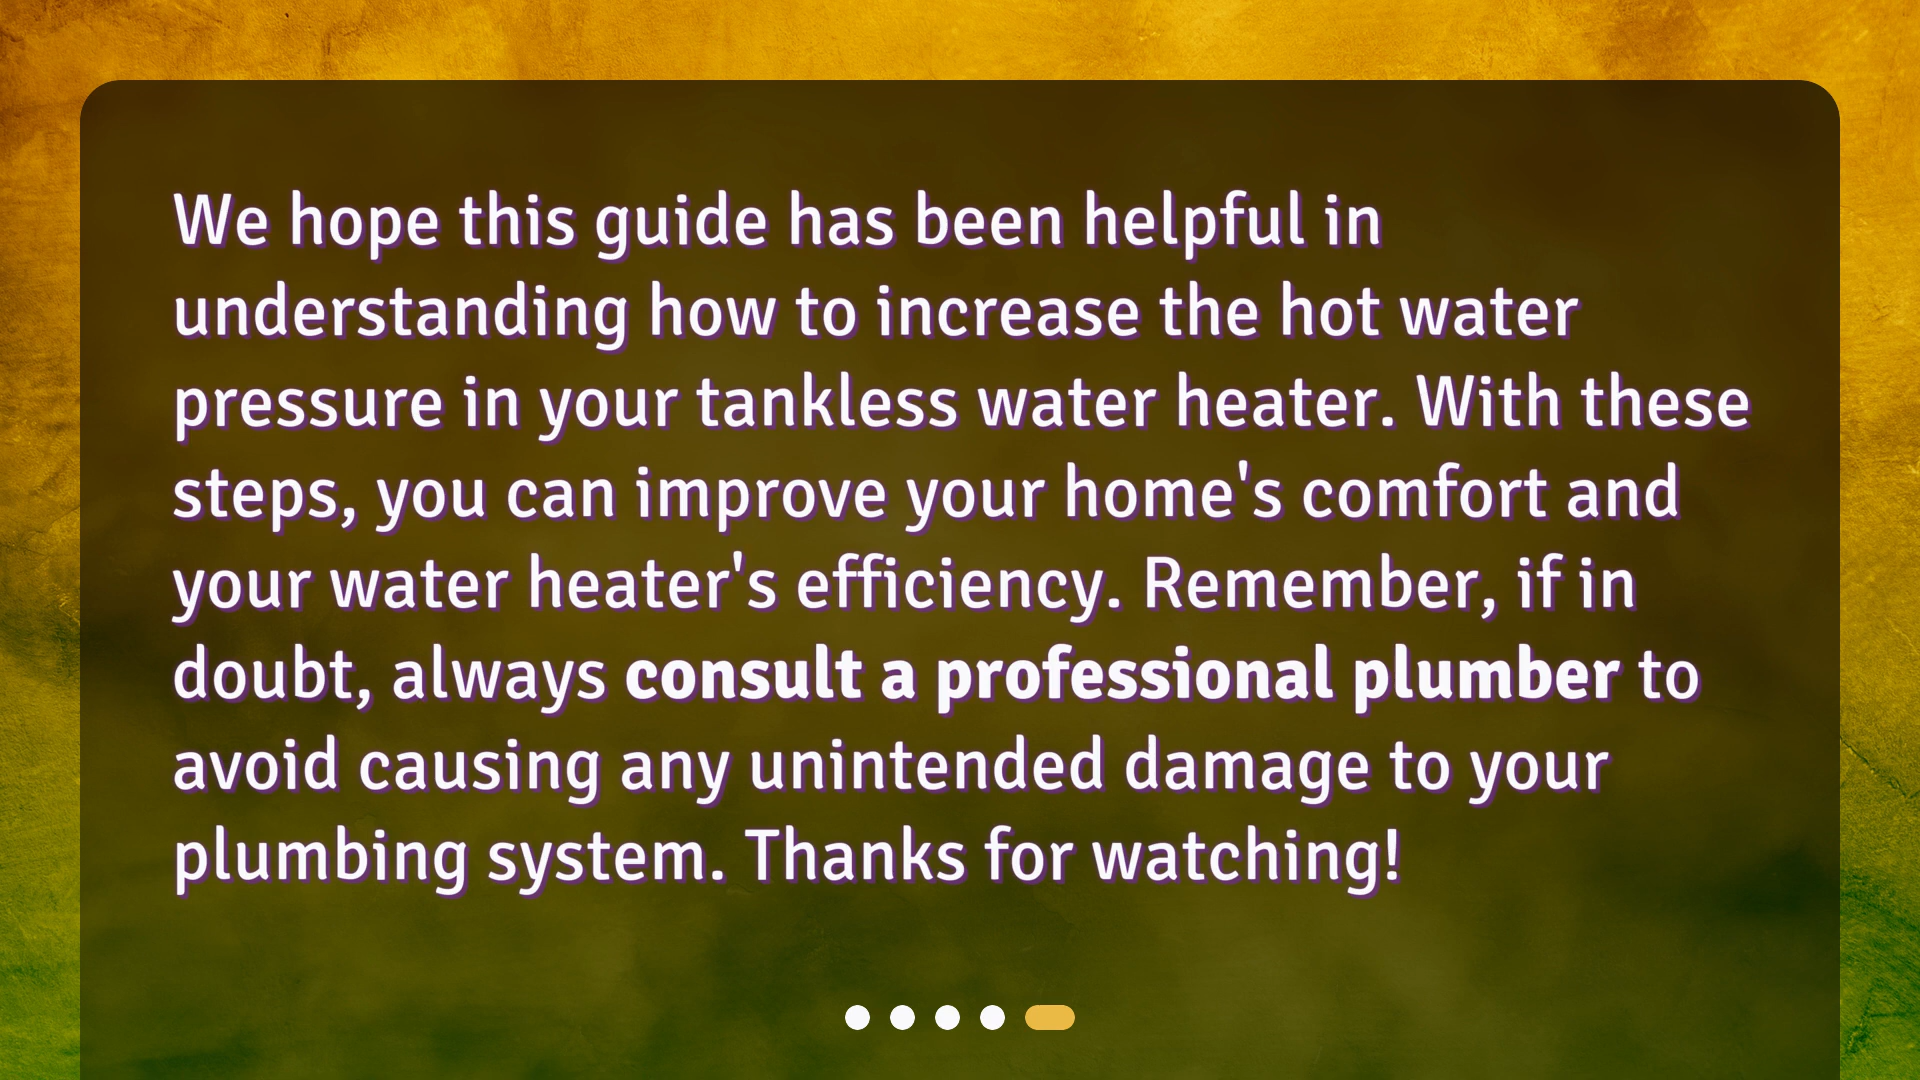 We hope this guide has been helpful in
understanding how to increase the hot water
pressure in your tankless water heater. With these
steps, you can improve your home's comfort and
your water heater's efficiency. Remember, if in
doubt, always consult a professional plumber to
avoid causing any unintended damage to your
plumbing system. Thanks for watching!